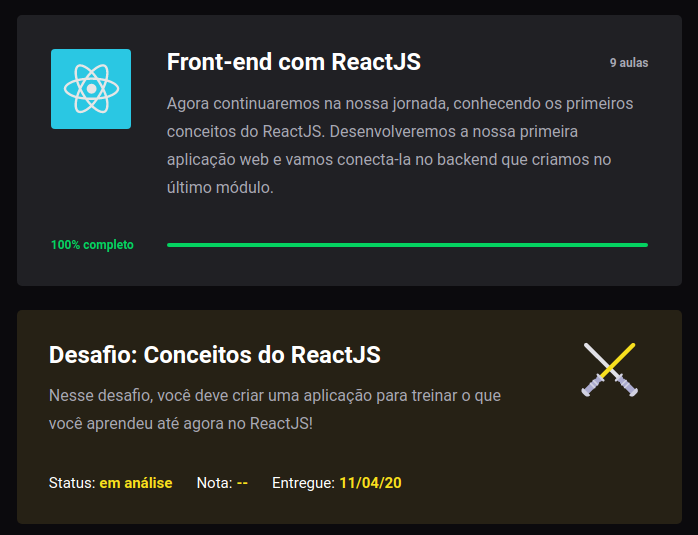 Front-end com ReactJS
9 aulas
Agora continuaremos na nossa jornada, conhecendo os primeiros
conceitos do ReactJS. Desenvolveremos a nossa primeira
aplicação web e vamos conecta-la no backend que criamos no
último módulo.
100% completo
Desafio: Conceitos do ReactJS
Nesse desafio, você deve criar uma aplicação para treinar o que
você aprendeu até agora no ReactJS!
Status: em análise Nota: -- Entregue: 11/04/20